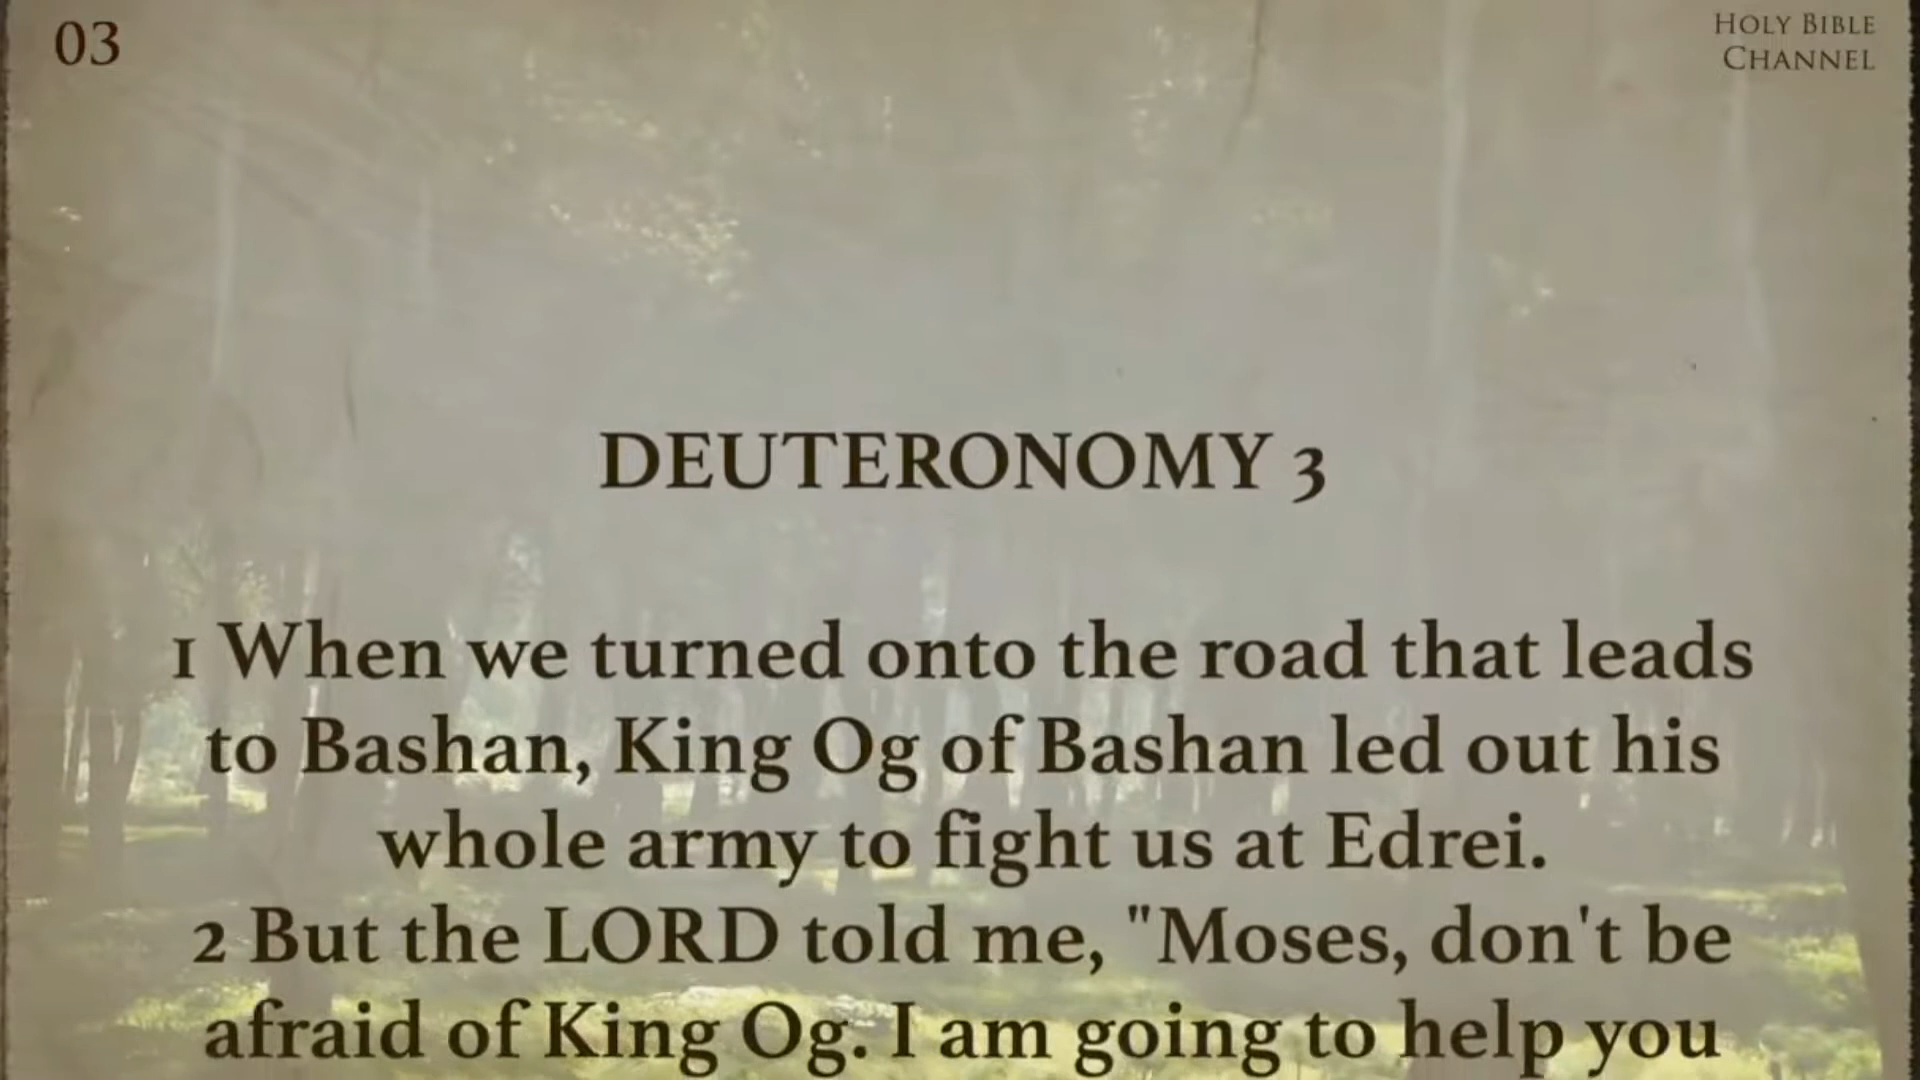 03
HOLY BIBLE
CHANNEL
DEUTERONOMY 3
1 When we turned onto the road that leads
to Bashan, King Og of Bashan led out his
whole army to fight us at Edrei.
2 But the LORD told me, "Moses, don't be
afraid of King Og. I am going to help you